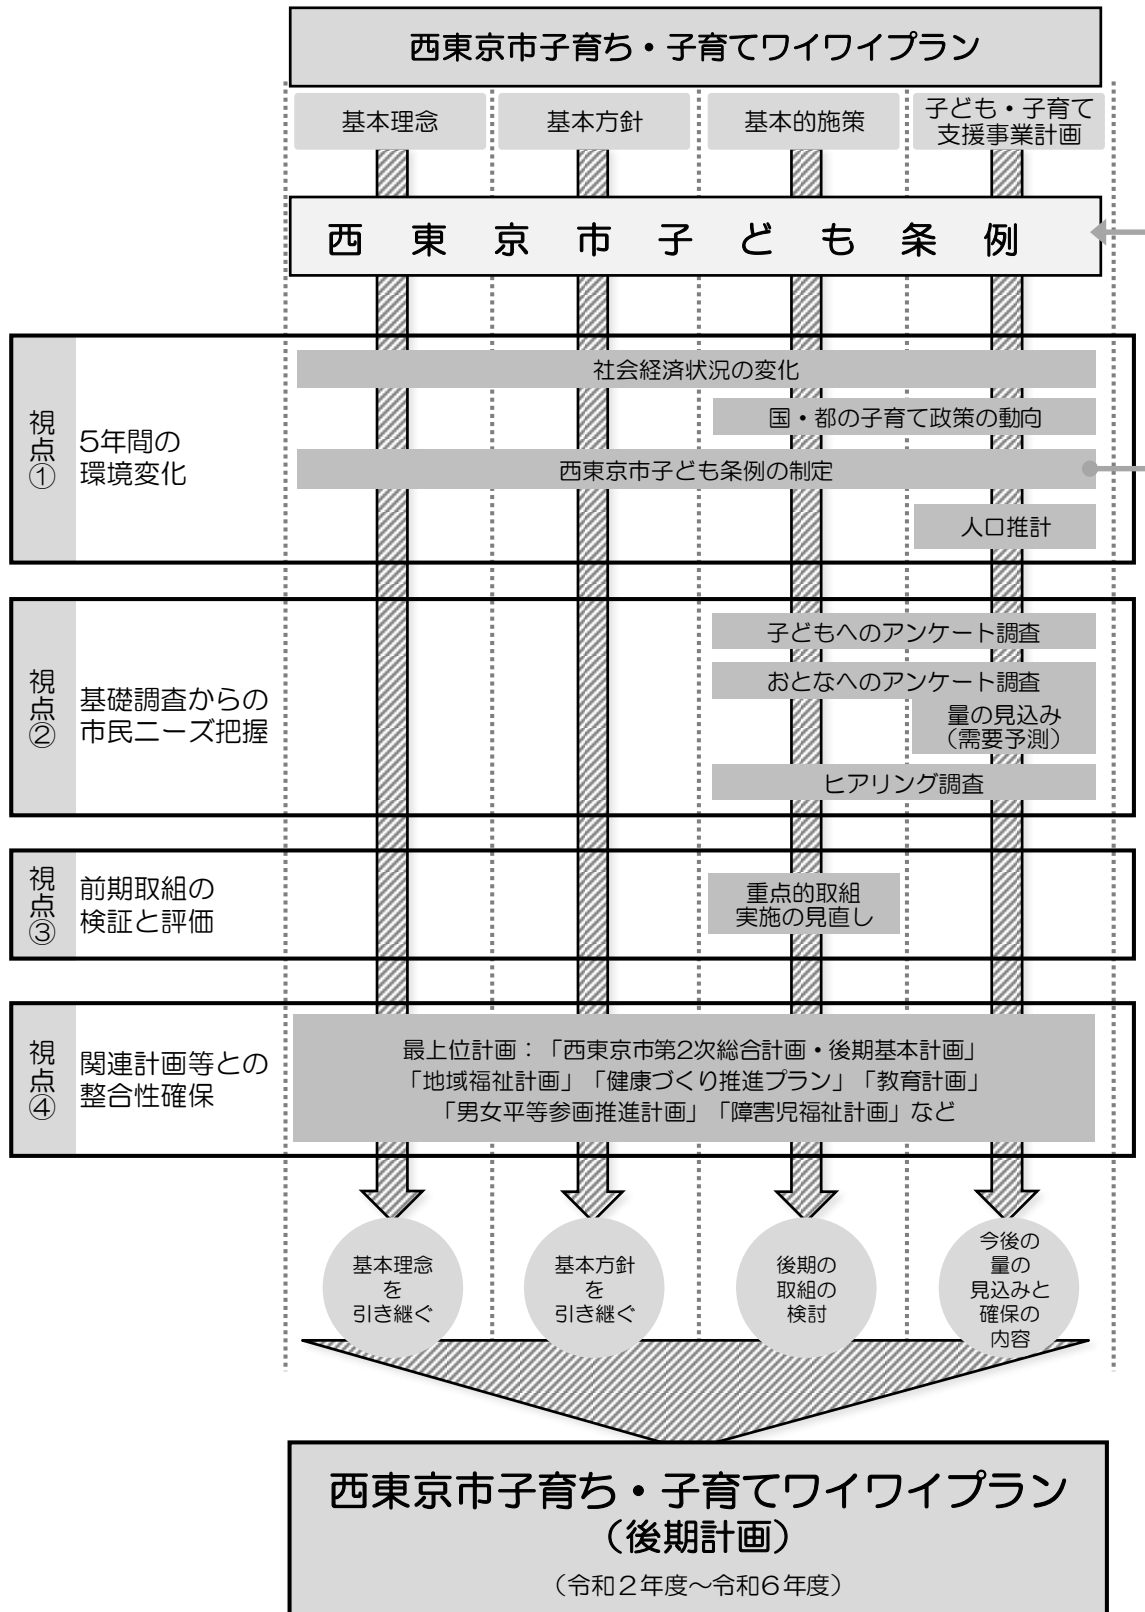 西東京市子育ち・子育てワイワイプラン
基本理念
基本方針
基本的施策
子ども・子育て
支援事業計画
西東京市子ども条例
視点①
5年間の
環境変化
社会経済状況の変化
国・都の子育て政策の動向
西東京市子ども条例の制定
人口推計
視点②
基礎調査からの
市民ニーズ把握
子どもへのアンケート調査
おとなへのアンケート調査
量の見込み
（需要予測）
ヒアリング調査
視点③
前期取組の
検証と評価
重点的取組
実施の見直し
視点④
関連計画等との
整合性確保
最上位計画：「西東京市第2次総合計画・後期基本計画」
「地域福祉計画」「健康づくり推進プラン」「教育計画」
「男女平等参画推進計画」「障害児福祉計画」など
基本理念
を
引き継ぐ
基本方針
を
引き継ぐ
後期の
取組の
検討
今後の
量の
見込みと
確保の
内容
西東京市子育ち・子育てワイワイプラン
（後期計画）
（令和２年度～令和６年度）